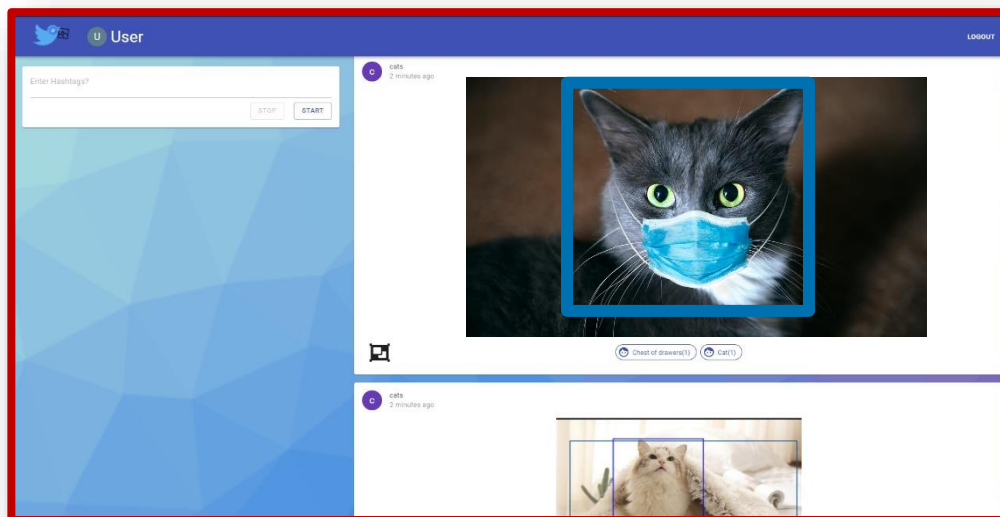 U User
LOGOUT
Enter Hashtags?
STOP
START
C
cats
2 minutes ago
Chest of drawers(1)
Cat(1)
C
cats
2 minutes ago